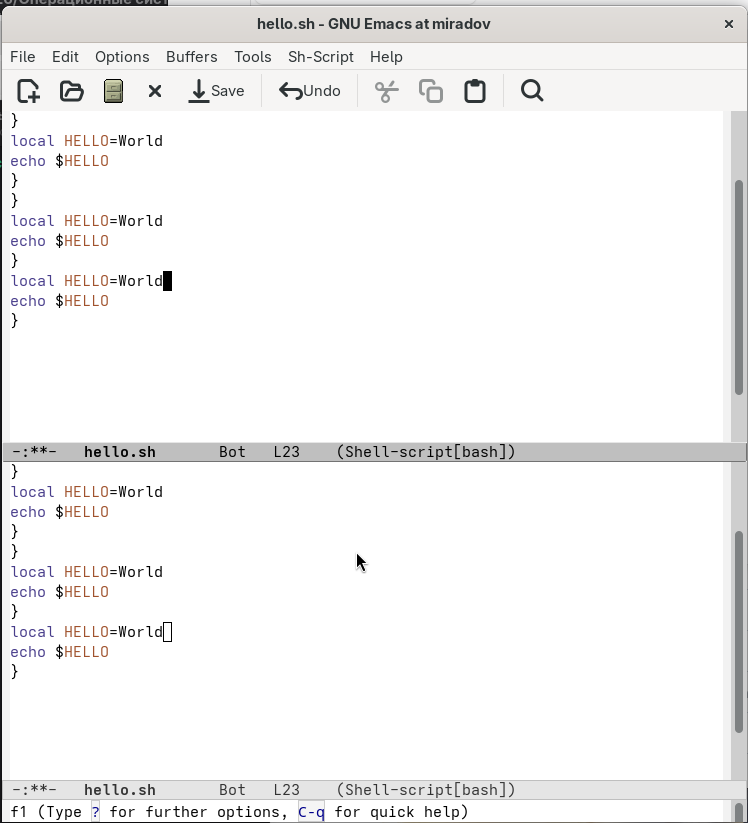 hello.sh - GNU Emacs at miradov
File Edit Options Buffers Tools Sh-Script Help
Save Undo
}
local HELLO=World
echo $HELLO
}
}
local HELLO=World
echo $HELLO
}
local HELLO=World
echo $HELLO
}
-:**- hello.sh Bot L23 (Shell-script[bash])
}
local HELLO=World
echo $HELLO
}
}
local HELLO=World
echo $HELLO
}
local HELLO=World
echo $HELLO
}
-:**- hello.sh Bot L23 (Shell-script[bash])
f1 (Type ? for further options, C-q for quick help)